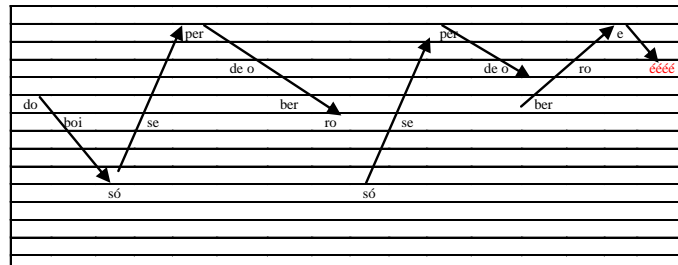 per per e
de o de o ro éééé
do ber ber
boi se ro se
só só